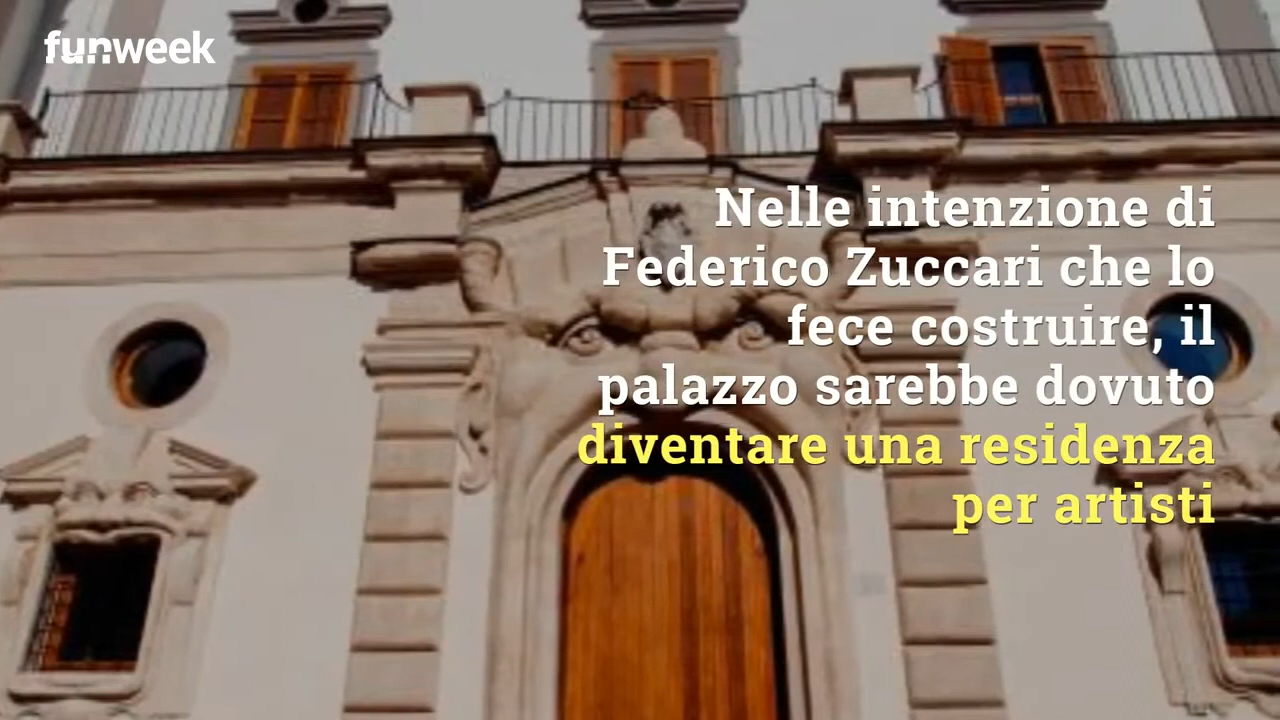 funweek
Nelle intenzione di
Federico Zuccari che lo
fece costruire, il
palazzo sarebbe dovuto
diventare una residenza
per artisti